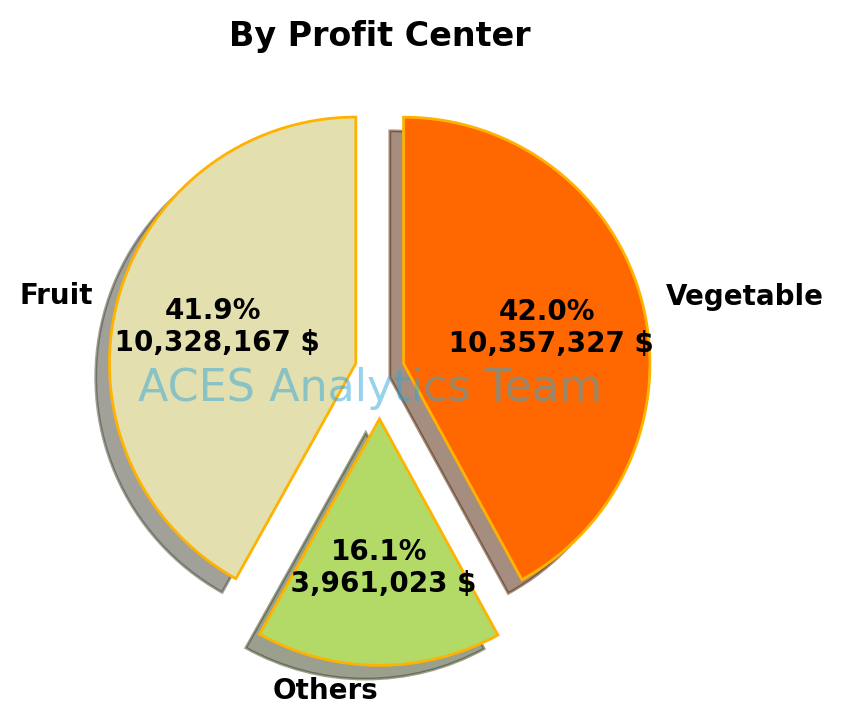 By Profit Center
Fruit
41.9%
10,328,167 $
42.0%
10,357,327 $
Vegetable
ACES Analytics Team
16.1%
3,961,023 $
Others